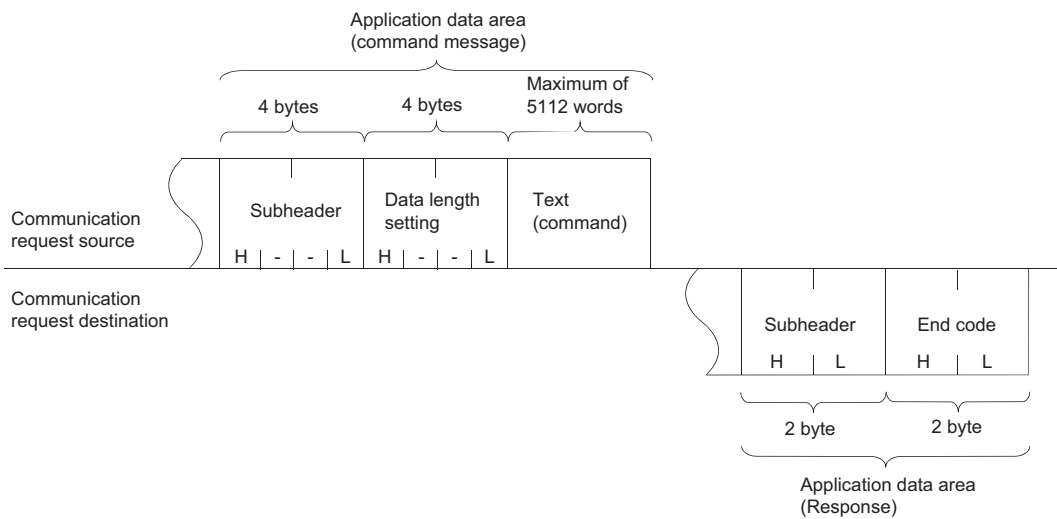 Application data area
(command message)
4 bytes
4 bytes
Maximum of
5112 words
Communication
request source
Subheader
Data length
setting
Text
(command)
H - - L H - - L
Communication
request destination
Subheader
End code
H L H L
2 byte
2 byte
Application data area
(Response)